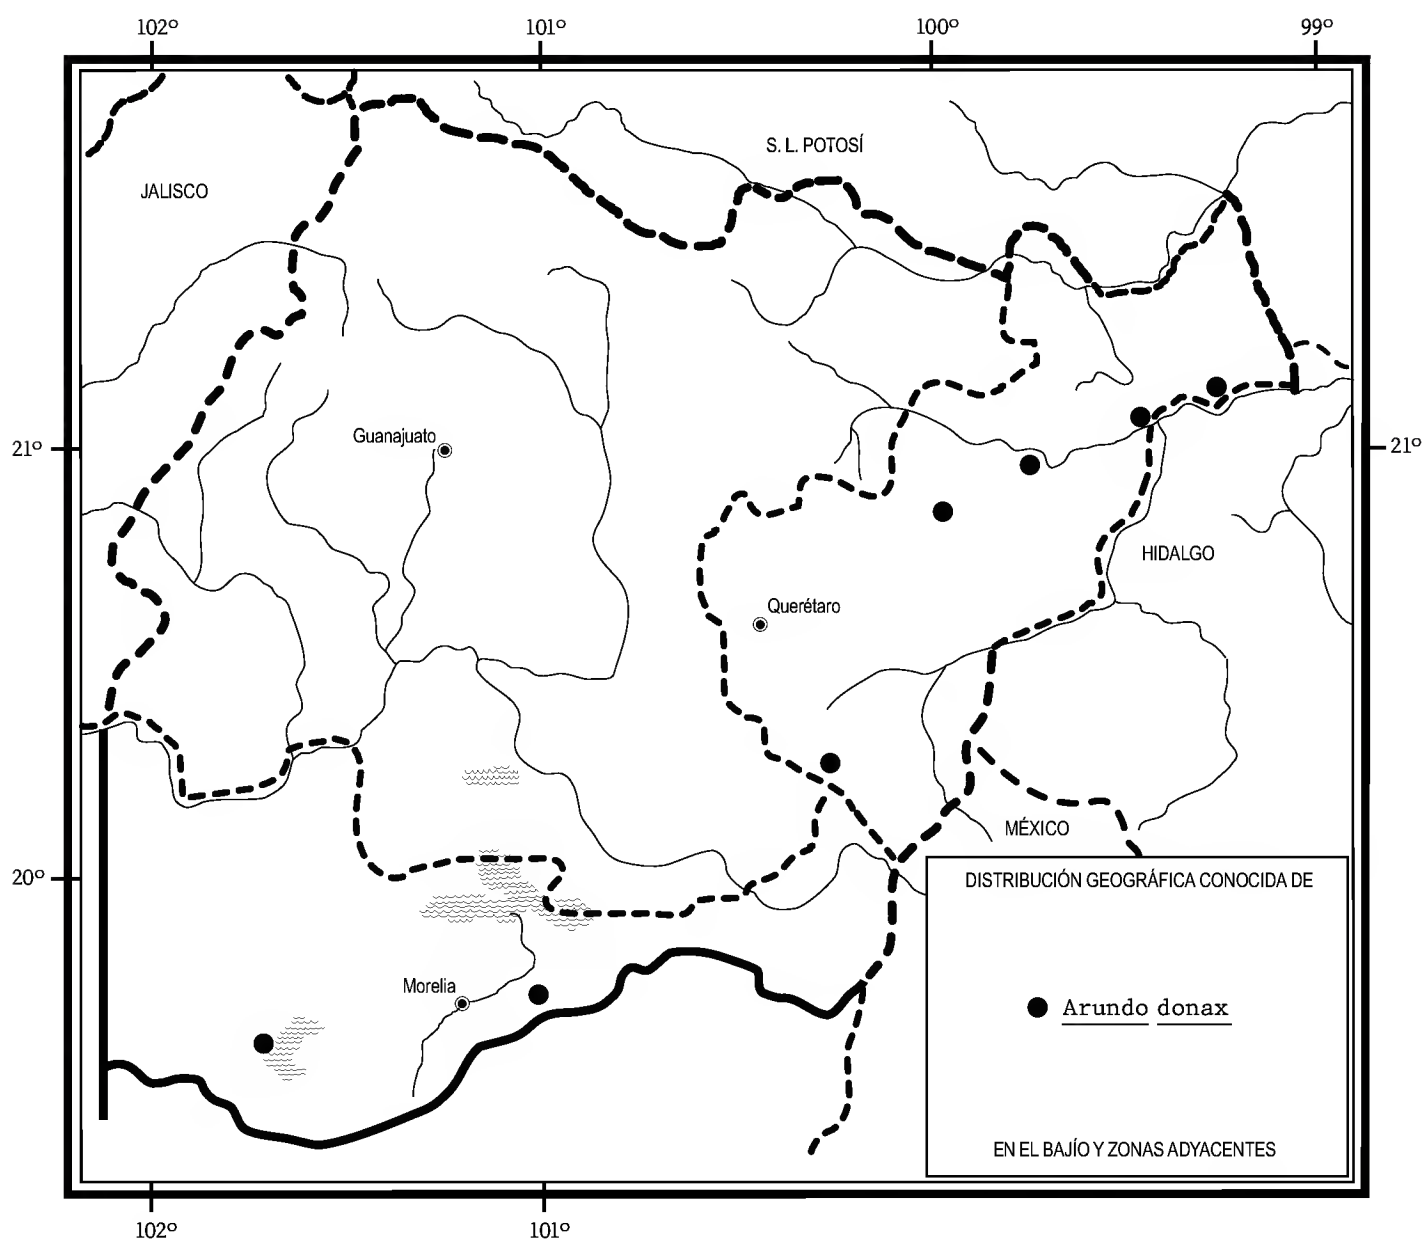 102º 101º 100º 99º
S. L. POTOSÍ
JALISCO
Guanajuato
21º 21º
HIDALGO
Querétaro
MÉXICO
20º
DISTRIBUCIÓN GEOGRÁFICA CONOCIDA DE
Morelia
Arundo donax
EN EL BAJÍO Y ZONAS ADYACENTES
102º 101º